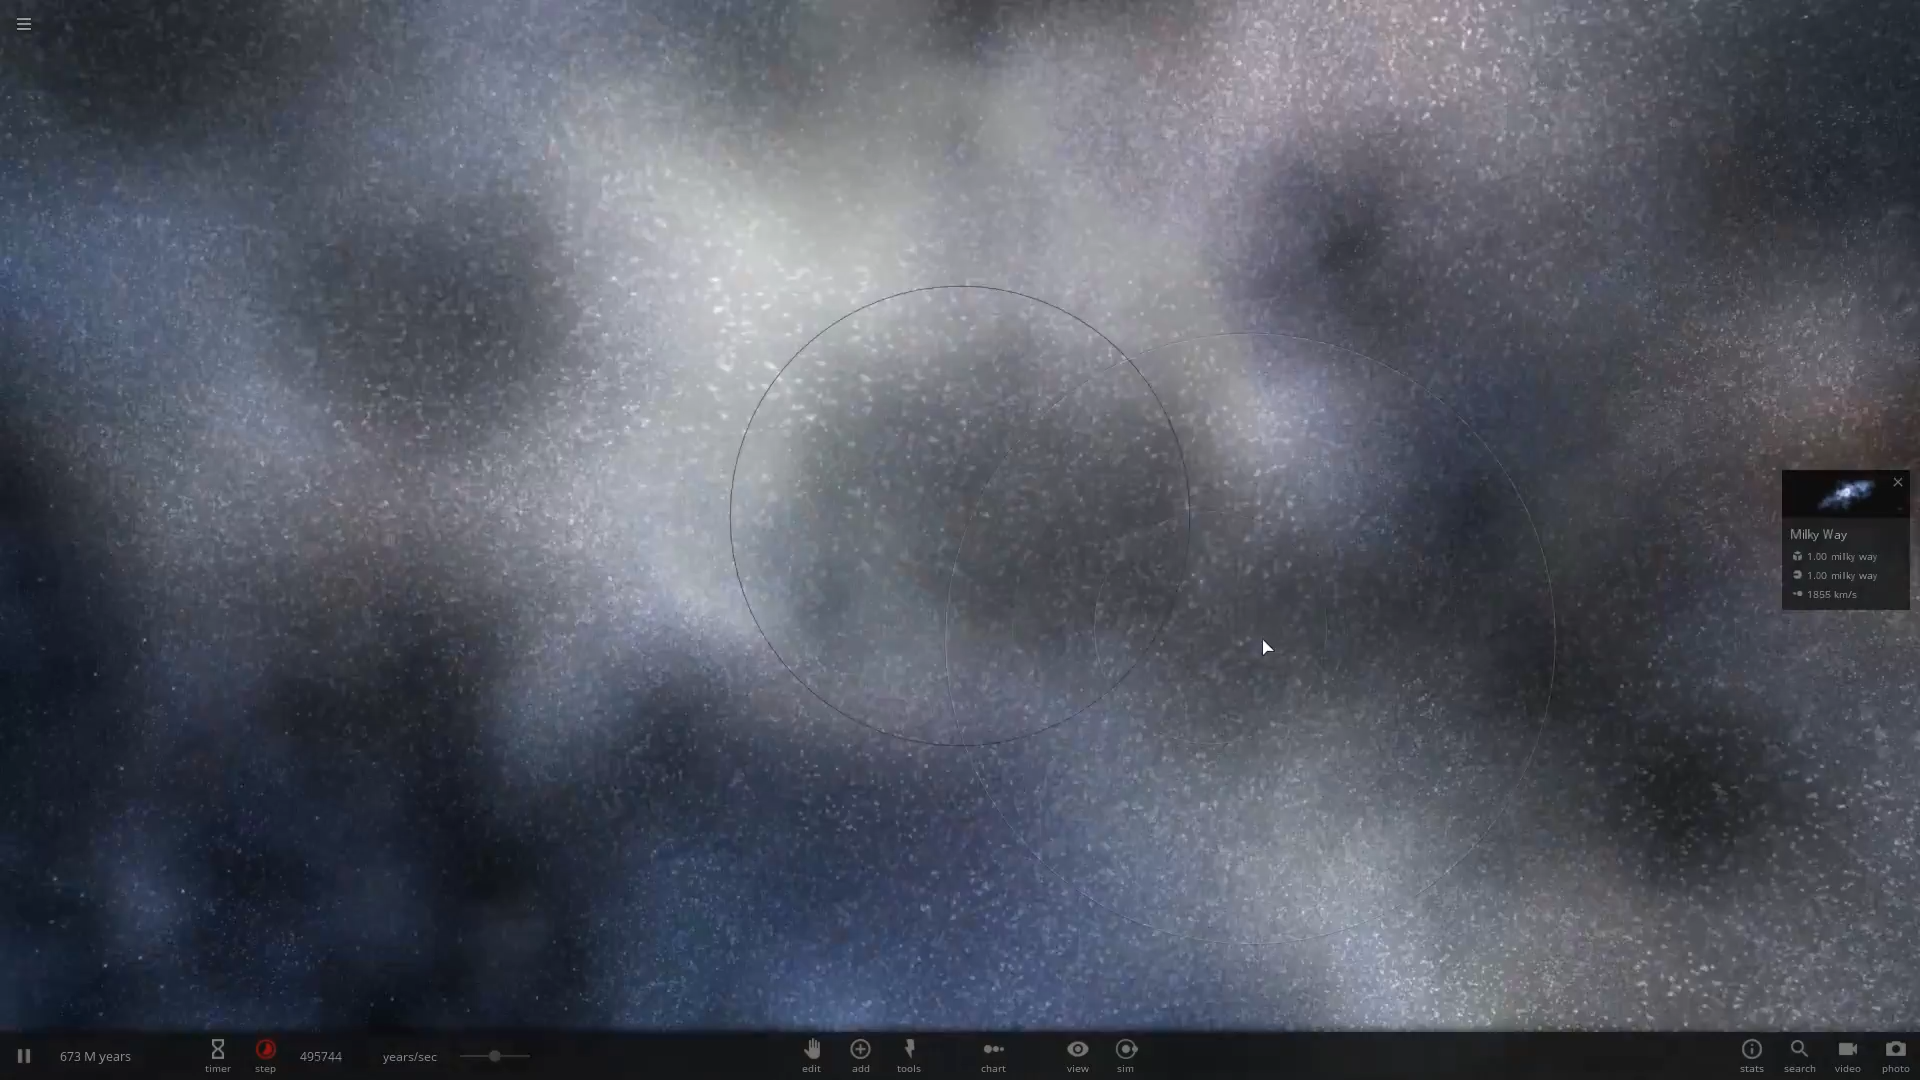 Milky Way
1.00 milky way
1.00 milky way
1855 km/s
673 M years
timer
step
495744
years/sec
edit
add
tools
chart
view
sim
stats
search
video
photo